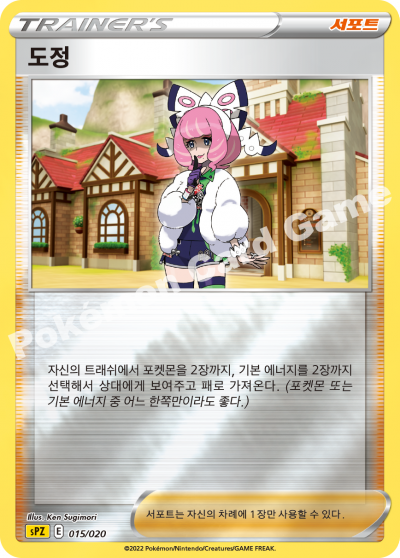 TRAINER'S
서포트
도정
Pokémon Card Game
자신의 트래쉬에서 포켓몬을 2장까지, 기본 에너지를 2장까지
선택해서 상대에게 보여주고 패로 가져온다. (포켓몬 또는
기본 에너지 중 어느 한쪽만이라도 좋다.)
Illus. Ken Sugimori
sPZ E 015/020
서포트는 자신의 차례에 1장만 사용할 수 있다.
©2022 Pokémon/Nintendo/Creatures/GAME FREAK.